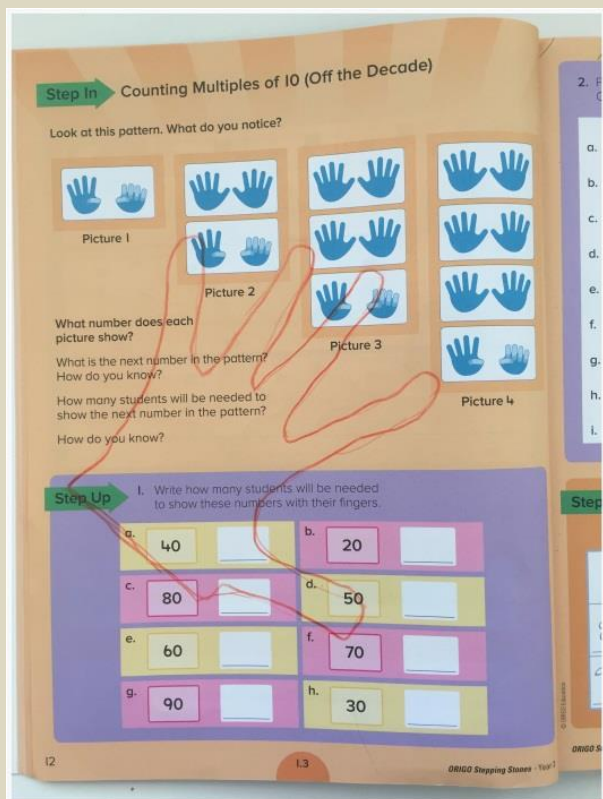 Step In
Counting Multiples of 10 (Off the Decade)
Look at this pattern. What do you notice?
Picture 1
Picture 2
Picture 3
Picture 4
What number does each
picture show?
What is the next number in the pattern?
How do you know?
How many students will be needed to
show the next number in the pattern?
How do you know?
Step Up
1. Write how many students will be needed
to show these numbers with their fingers.
a. 40
b. 20
c. 80
d. 50
e. 60
f. 70
g. 90
h. 30
12
1.3
ORIGO Stepping Stones
© ORIGO Education
2.
a.
b.
c.
d.
e.
f.
g.
h.
i.
Step